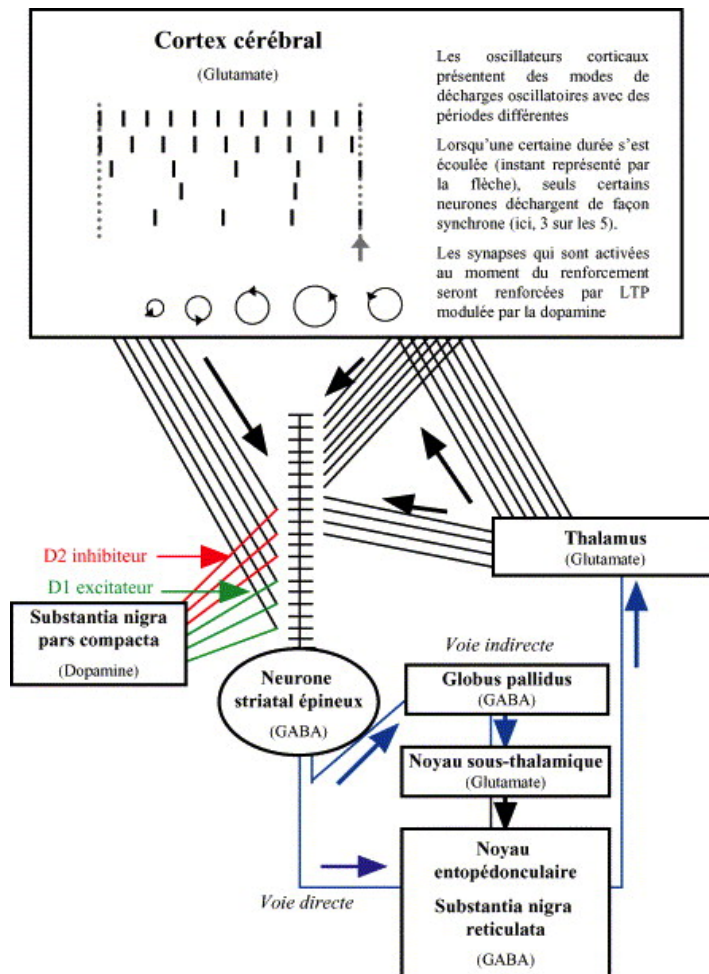 Cortex cérébral
(Glutamate)
Les oscillateurs corticaux
présentent des modes de
décharges oscillatoires avec des
périodes différentes
Lorsqu'une certaine durée s'est
écoulée (instant représenté par
la flèche), seuls certains
neurones déchargent de façon
synchrone (ici, 3 sur les 5).
Les synapses qui sont activées
au moment du renforcement
seront renforcées par LTP
modulée par la dopamine
Thalamus
(Glutamate)
D2 inhibiteur
D1 excitateur
Substantia nigra
pars compacta
(Dopamine)
Neurone
striatal épineux
(GABA)
Voie indirecte
Globus pallidus
(GABA)
Noyau sous-thalamique
(Glutamate)
Voie directe
Noyau
entopédonculaire
Substantia nigra
reticulata
(GABA)